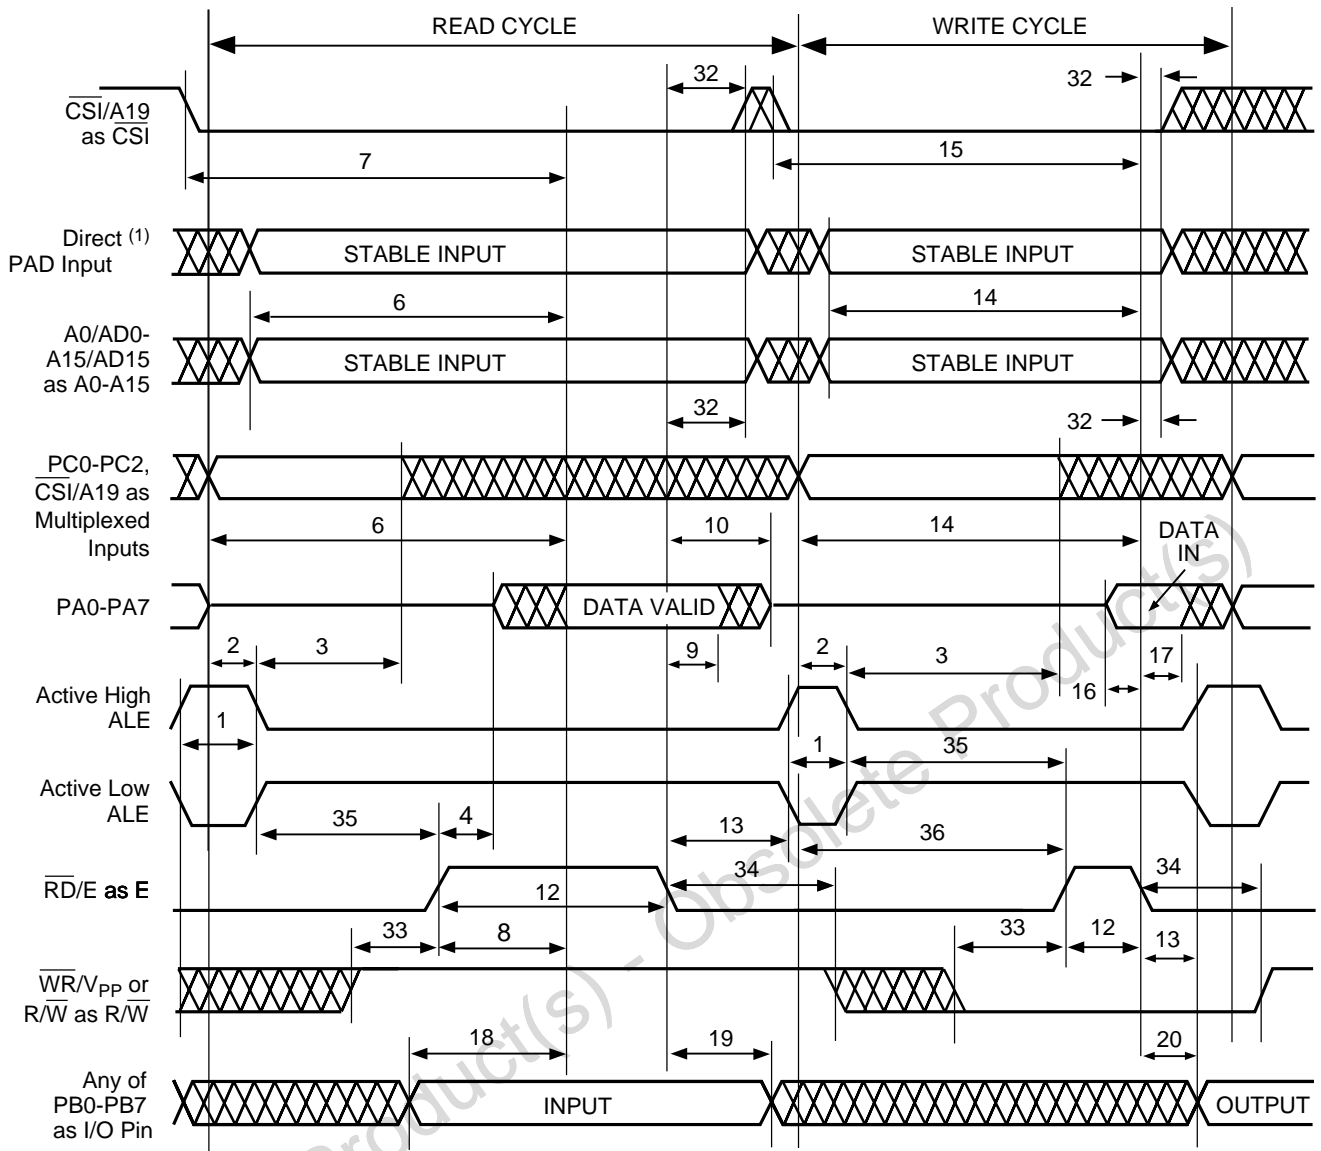 READ CYCLE
WRITE CYCLE
32
32
CSI/A19
as CSI
7
15
Direct (1)
PAD Input
STABLE INPUT
STABLE INPUT
6
14
A0/AD0-
A15/AD15
as A0-A15
STABLE INPUT
STABLE INPUT
32
32
PC0-PC2,
CSI/A19 as
Multiplexed
Inputs
6
10
14
DATA
IN
PA0-PA7
DATA VALID
2
3
9
2
3
17
16
Active High
ALE
1
1
35
Active Low
ALE
35
4
13
36
34
34
RD/E as E
12
33
8
33
12
13
WR/VPP or
R/W as R/W
18
19
20
Any of
PB0-PB7
as I/O Pin
INPUT
OUTPUT
Product(s) - Obsolete Product(s)